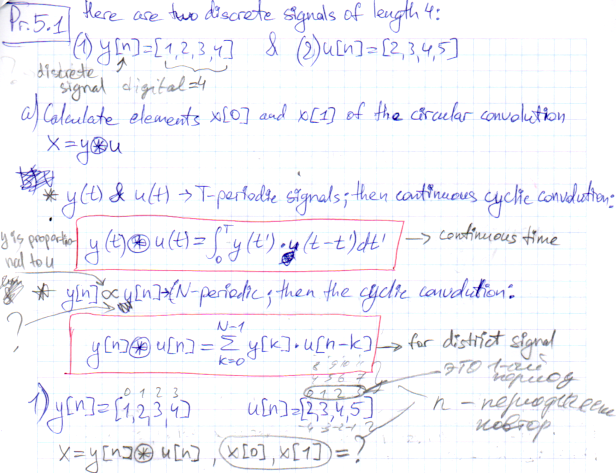 Pr.5.1 there are two discrete signals of length 4:
(1) y[n]=[1,2,3,4] & (2) u[n]=[2,3,4,5]
discrete signal digital=4
a) Calculate elements x[0] and x[1] of the circular convolution
x=y⊛u
* y(t) & u(t) → T-periodic signals; then continuous cyclic convolution:
y is proportional to u
y(t)⊛u(t)=∫₀ᵀ y(t')·u(t-t')dt' → continuous time
* y[n] ∝ y[n] → (N-periodic; then the cyclic convolution:
?
y[n]⊛u[n]=∑_{k=0}^{N-1} y[k]·u[n-k] → for district signal
это 1-ый период
0 1 2 3
1) y[n]=[1,2,3,4] u[n]=[2,3,4,5]
n - периодически повтор.
x=y[n]⊛u[n], x[0], x[1] = ?